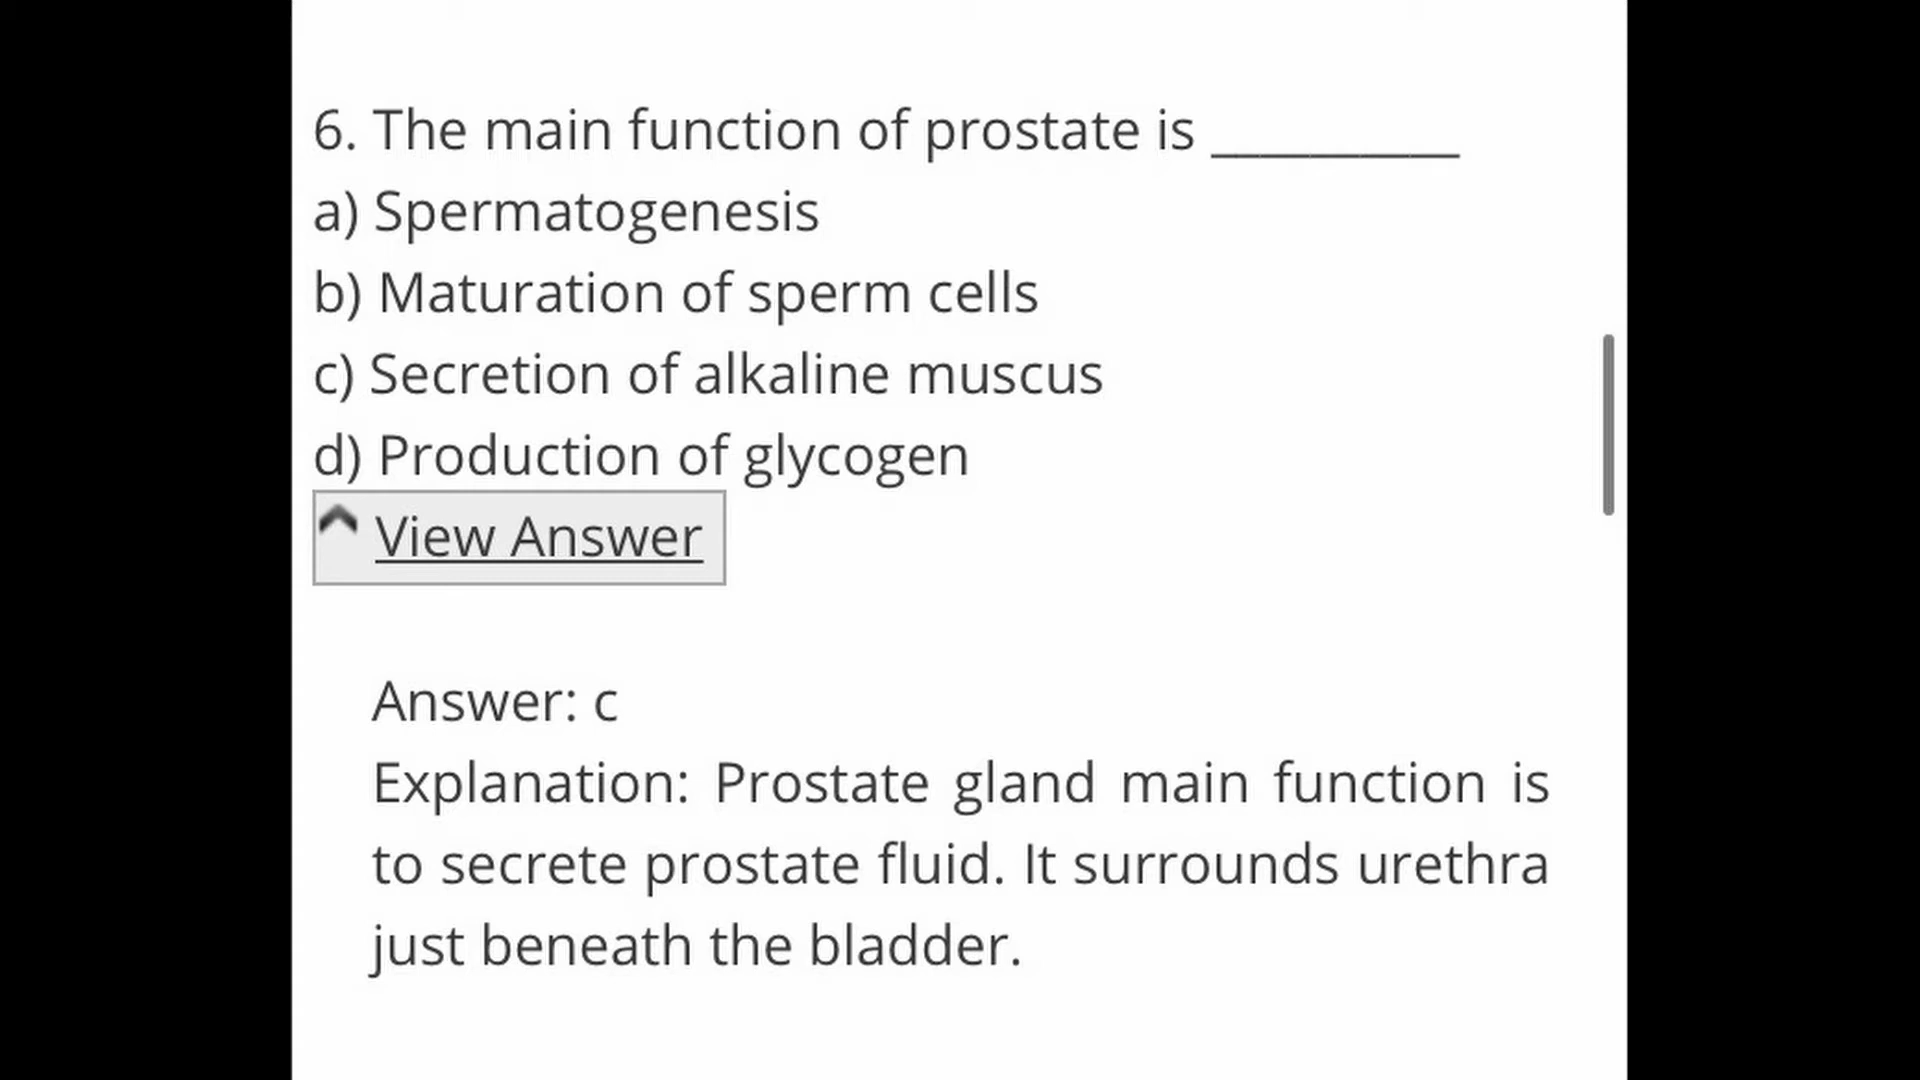 6. The main function of prostate is __________
a) Spermatogenesis
b) Maturation of sperm cells
c) Secretion of alkaline muscus
d) Production of glycogen
View Answer
Answer: c
Explanation: Prostate gland main function is
to secrete prostate fluid. It surrounds urethra
just beneath the bladder.